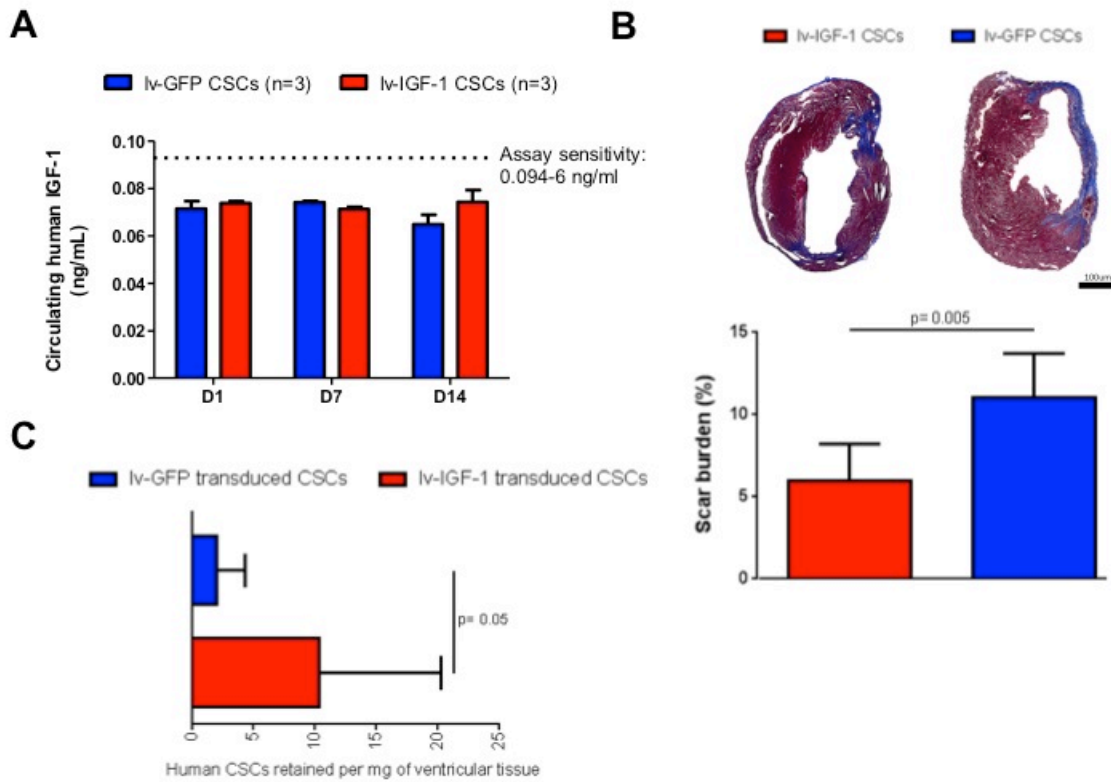 A
lv-GFP CSCs (n=3) lv-IGF-1 CSCs (n=3)
Circulating human IGF-1
(ng/mL)
0.10
0.08
0.06
0.04
0.02
0.00
Assay sensitivity:
0.094-6 ng/ml
D1 D7 D14
B
lv-IGF-1 CSCs lv-GFP CSCs
100um
p= 0.005
Scar burden (%)
15
10
5
0
C
lv-GFP transduced CSCs lv-IGF-1 transduced CSCs
p= 0.05
0 5 10 15 20 25
Human CSCs retained per mg of ventricular tissue